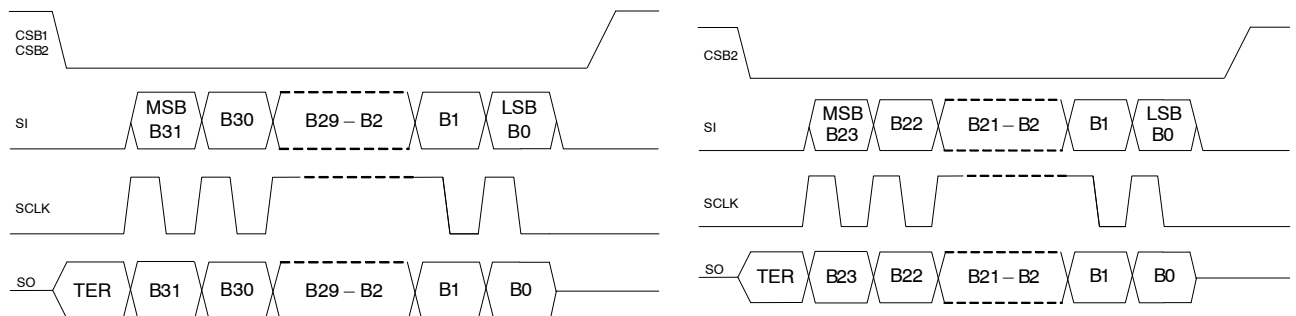 CSB1
CSB2
SI
MSB
B31
B30
B29 – B2
B1
LSB
B0
SCLK
SO
TER
B31
B30
B29 – B2
B1
B0
CSB2
SI
MSB
B23
B22
B21 – B2
B1
LSB
B0
SCLK
SO
TER
B23
B22
B21 – B2
B1
B0